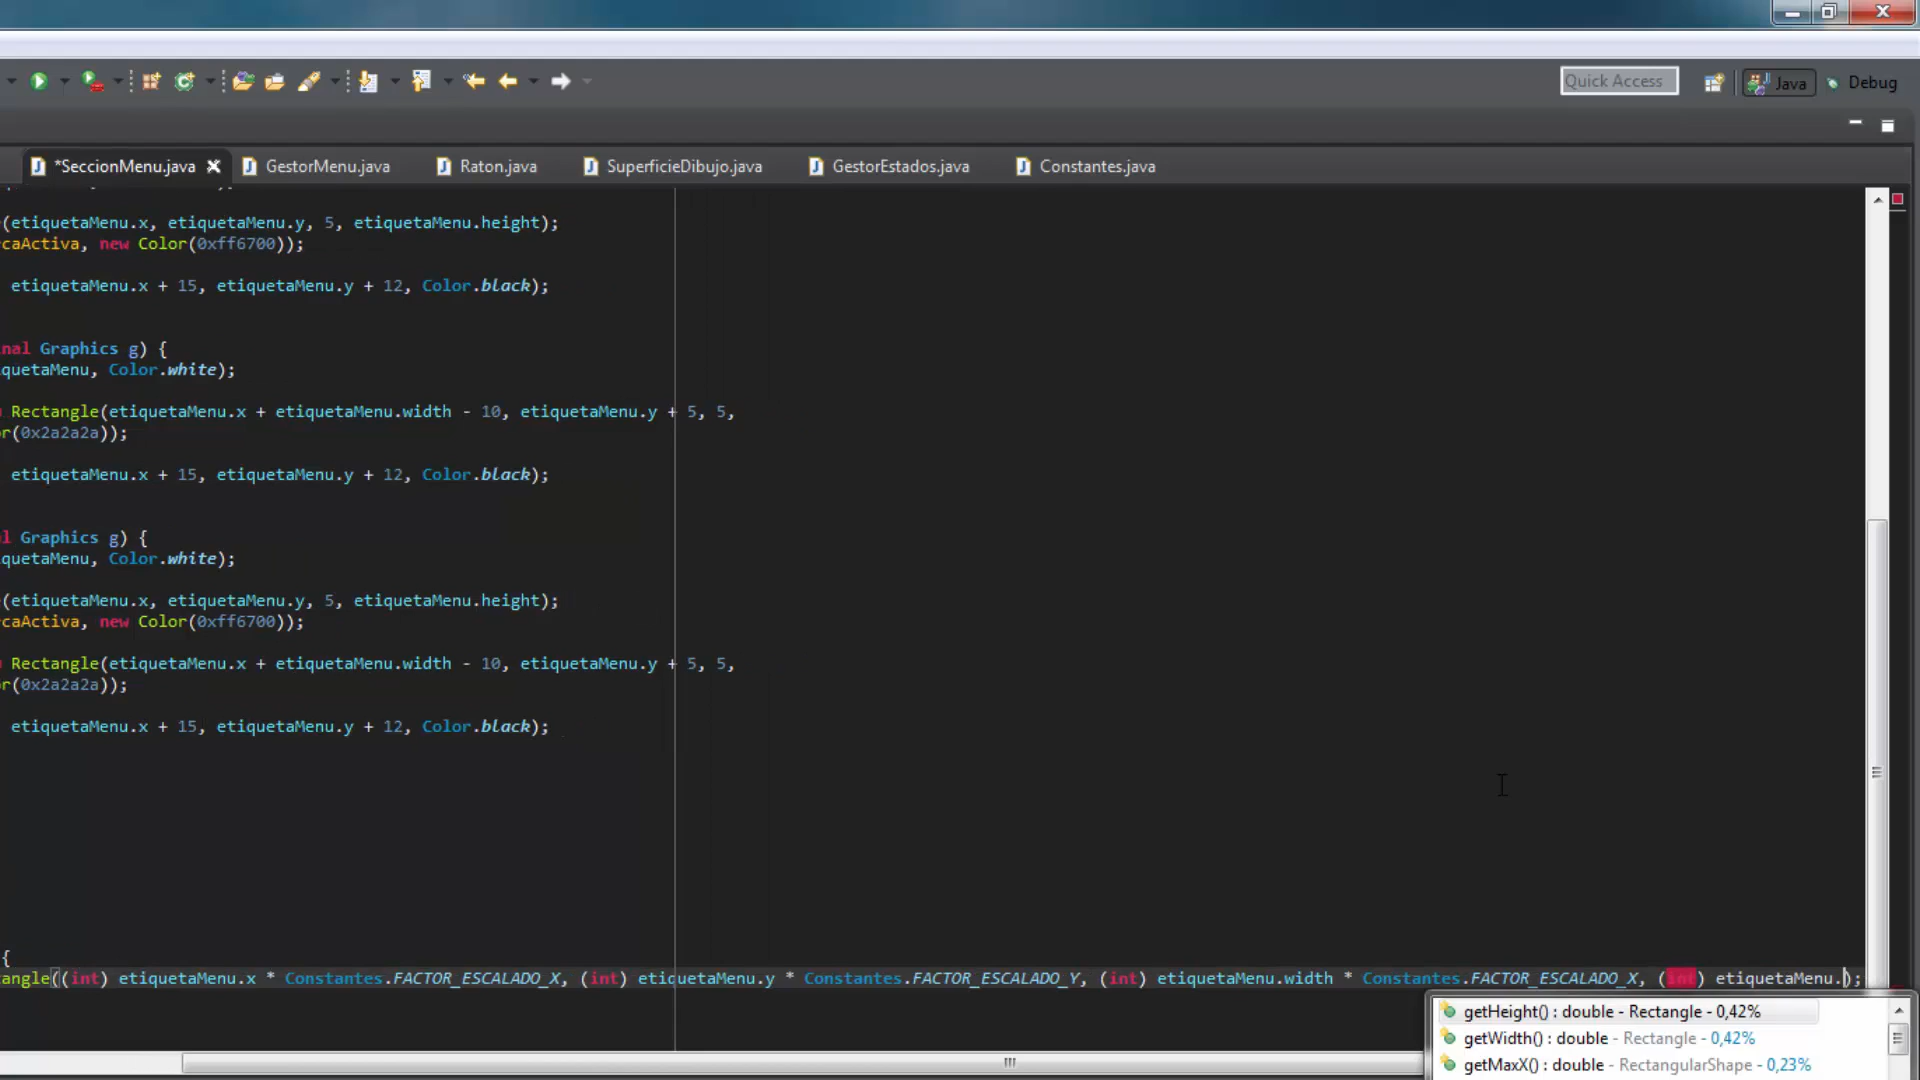 Quick Access
Java
Debug
*SeccionMenu.java
GestorMenu.java
Raton.java
SuperficieDibujo.java
GestorEstados.java
Constantes.java
(etiquetaMenu.x, etiquetaMenu.y, 5, etiquetaMenu.height);
caActiva, new Color(0xff6700));
etiquetaMenu.x + 15, etiquetaMenu.y + 12, Color.black);
nal Graphics g) {
quetaMenu, Color.white);
Rectangle(etiquetaMenu.x + etiquetaMenu.width - 10, etiquetaMenu.y + 5, 5,
r(0x2a2a2a));
etiquetaMenu.x + 15, etiquetaMenu.y + 12, Color.black);
l Graphics g) {
quetaMenu, Color.white);
(etiquetaMenu.x, etiquetaMenu.y, 5, etiquetaMenu.height);
caActiva, new Color(0xff6700));
Rectangle(etiquetaMenu.x + etiquetaMenu.width - 10, etiquetaMenu.y + 5, 5,
r(0x2a2a2a));
etiquetaMenu.x + 15, etiquetaMenu.y + 12, Color.black);
{
tangle((int) etiquetaMenu.x * Constantes.FACTOR_ESCALADO_X, (int) etiquetaMenu.y * Constantes.FACTOR_ESCALADO_Y, (int) etiquetaMenu.width * Constantes.FACTOR_ESCALADO_X, (int) etiquetaMenu.);
getHeight() : double - Rectangle - 0,42%
getWidth() : double - Rectangle - 0,42%
getMaxX() : double - RectangularShape - 0,23%